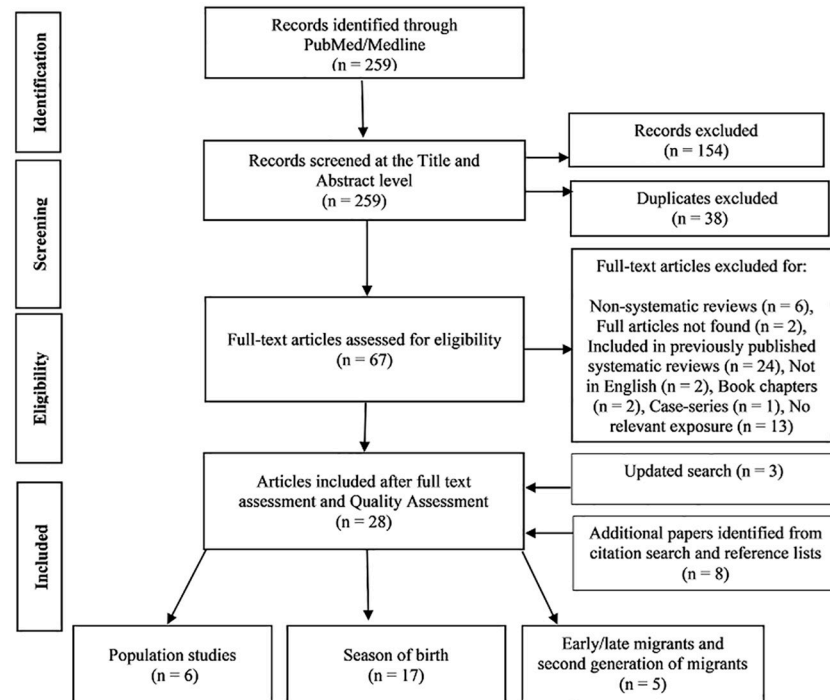 Identification
Screening
Eligibility
Included
Records identified through
PubMed/Medline
(n = 259)
Records screened at the Title and
Abstract level
(n = 259)
Records excluded
(n = 154)
Duplicates excluded
(n = 38)
Full-text articles assessed for eligibility
(n = 67)
Full-text articles excluded for:
Non-systematic reviews (n = 6),
Full articles not found (n = 2),
Included in previously published
systematic reviews (n = 24), Not
in English (n = 2), Book chapters
(n = 2), Case-series (n = 1), No
relevant exposure (n = 13)
Articles included after full text
assessment and Quality Assessment
(n = 28)
Updated search (n = 3)
Additional papers identified from
citation search and reference lists
(n = 8)
Population studies
(n = 6)
Season of birth
(n = 17)
Early/late migrants and
second generation of migrants
(n = 5)